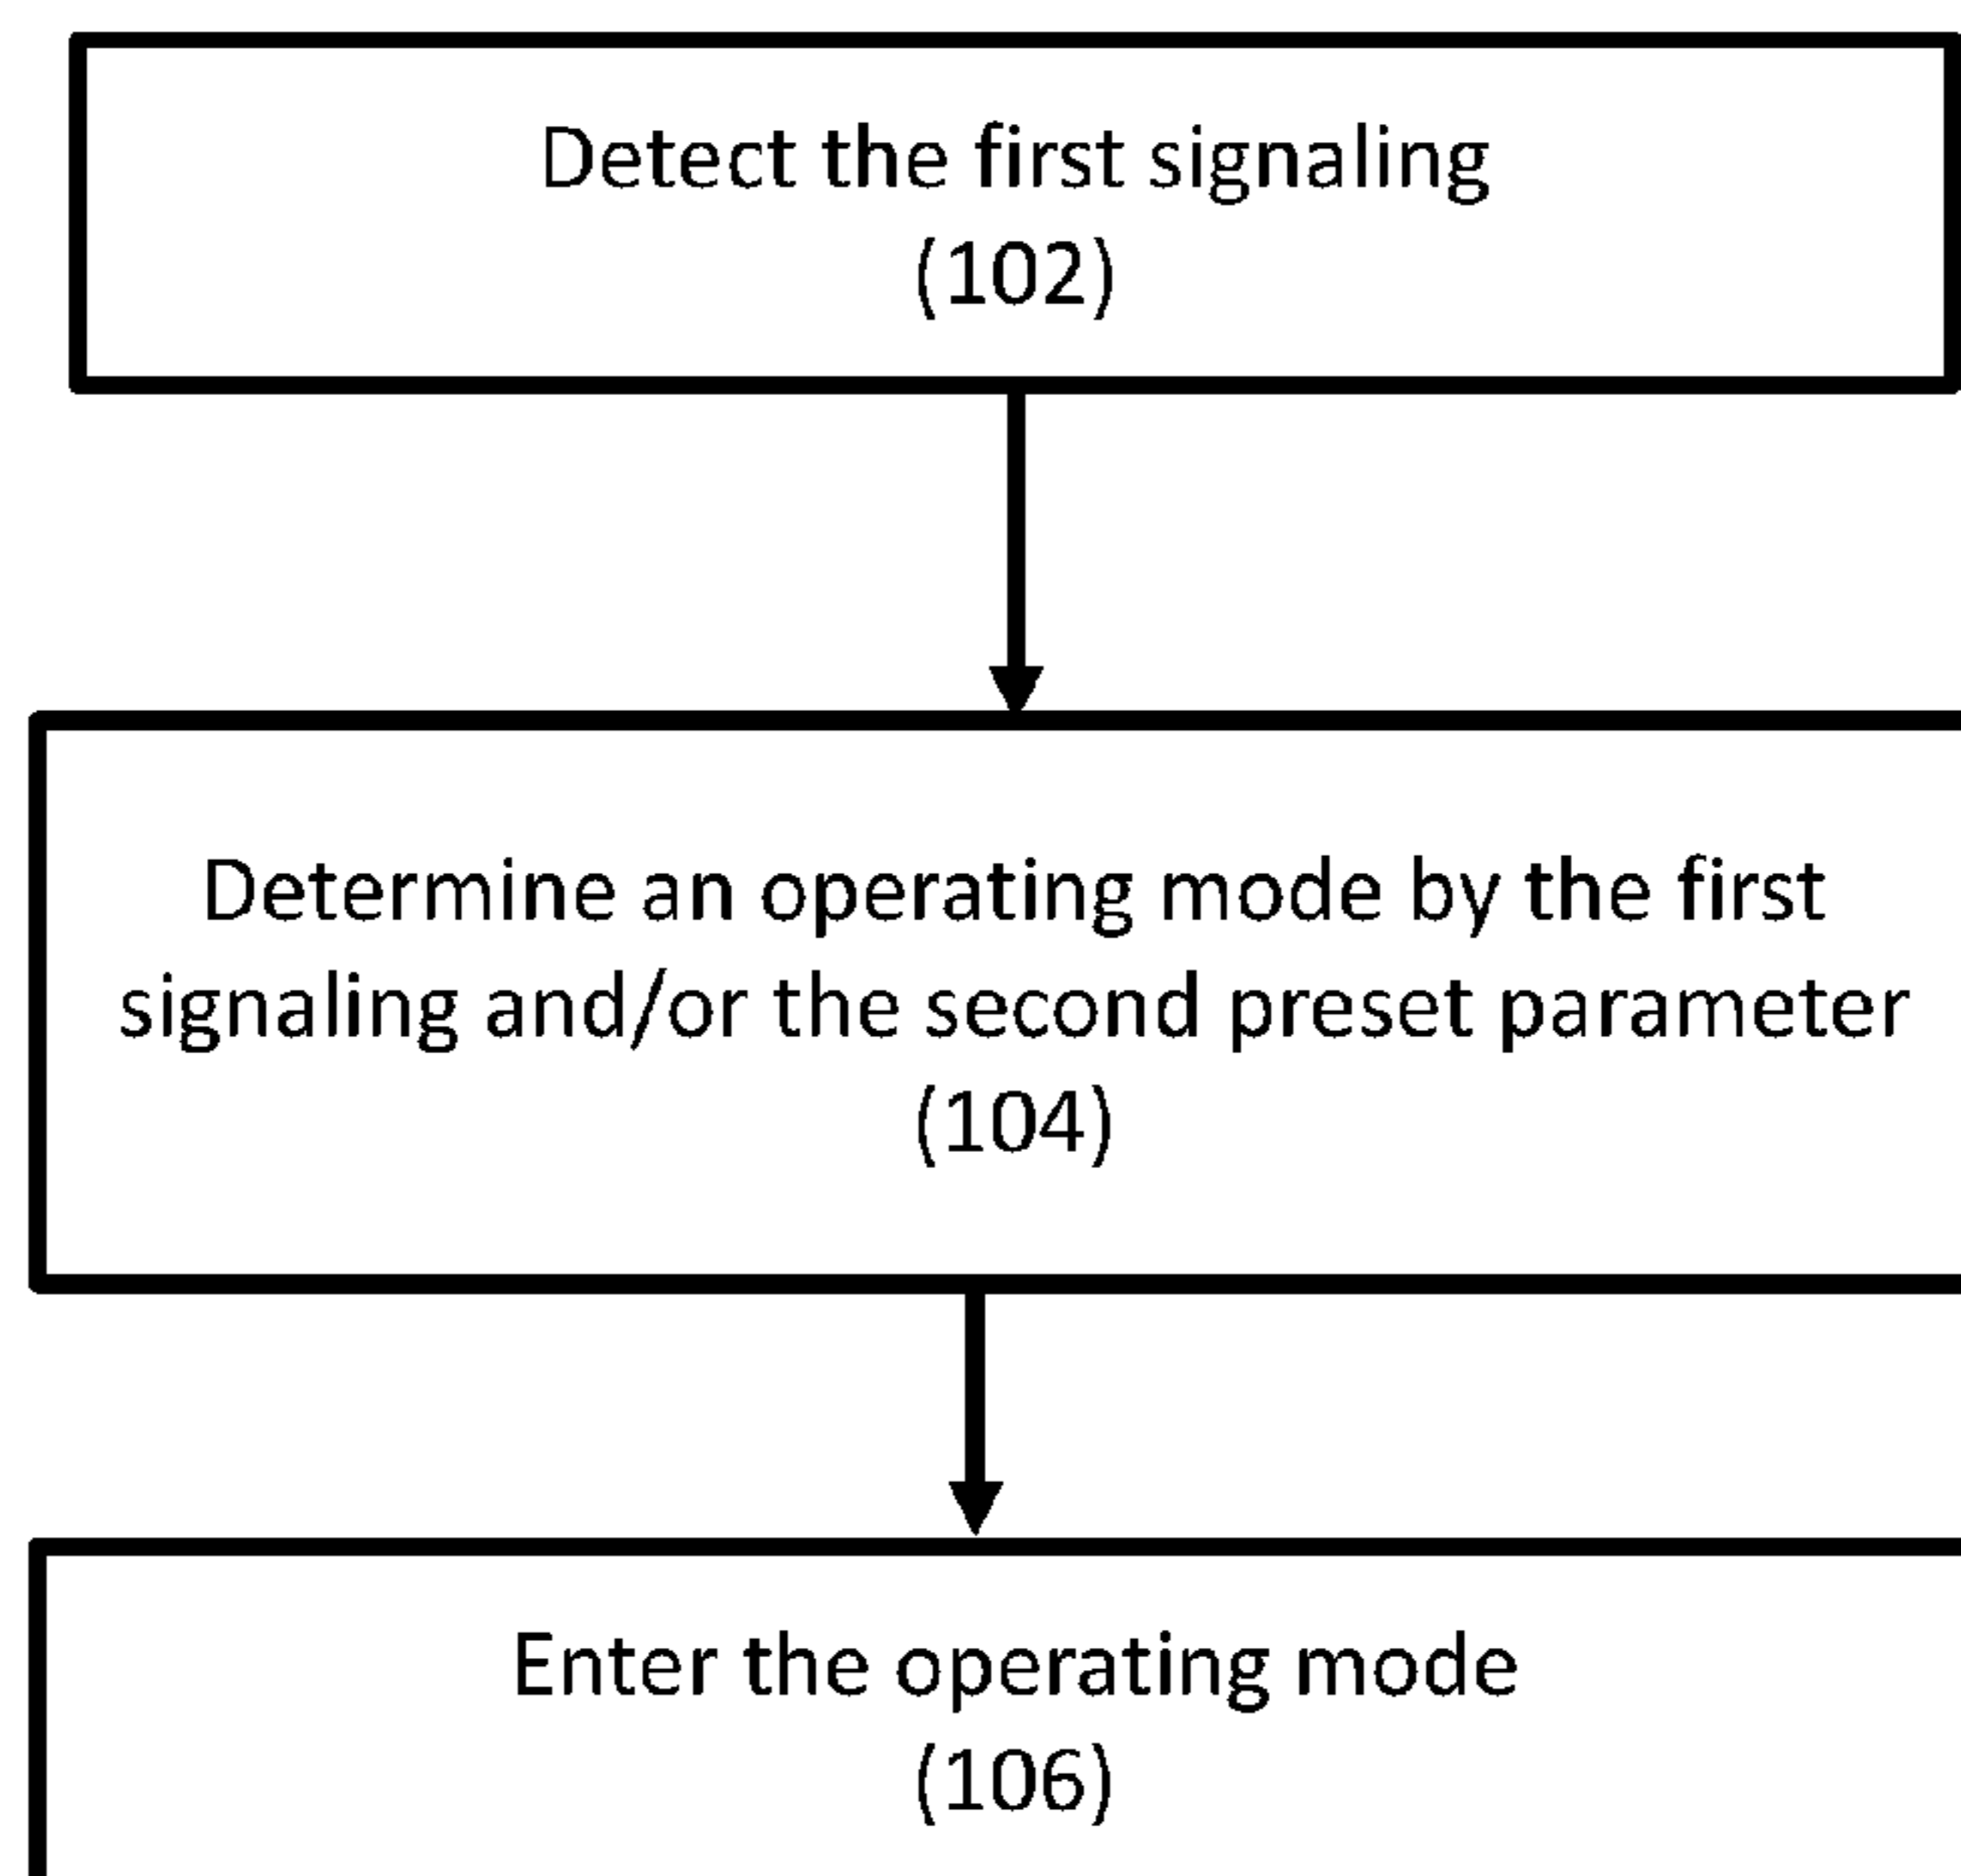 Detect the first signaling
(102)
Determine an operating mode by the first
signaling and/or the second preset parameter
(104)
Enter the operating mode
(106)